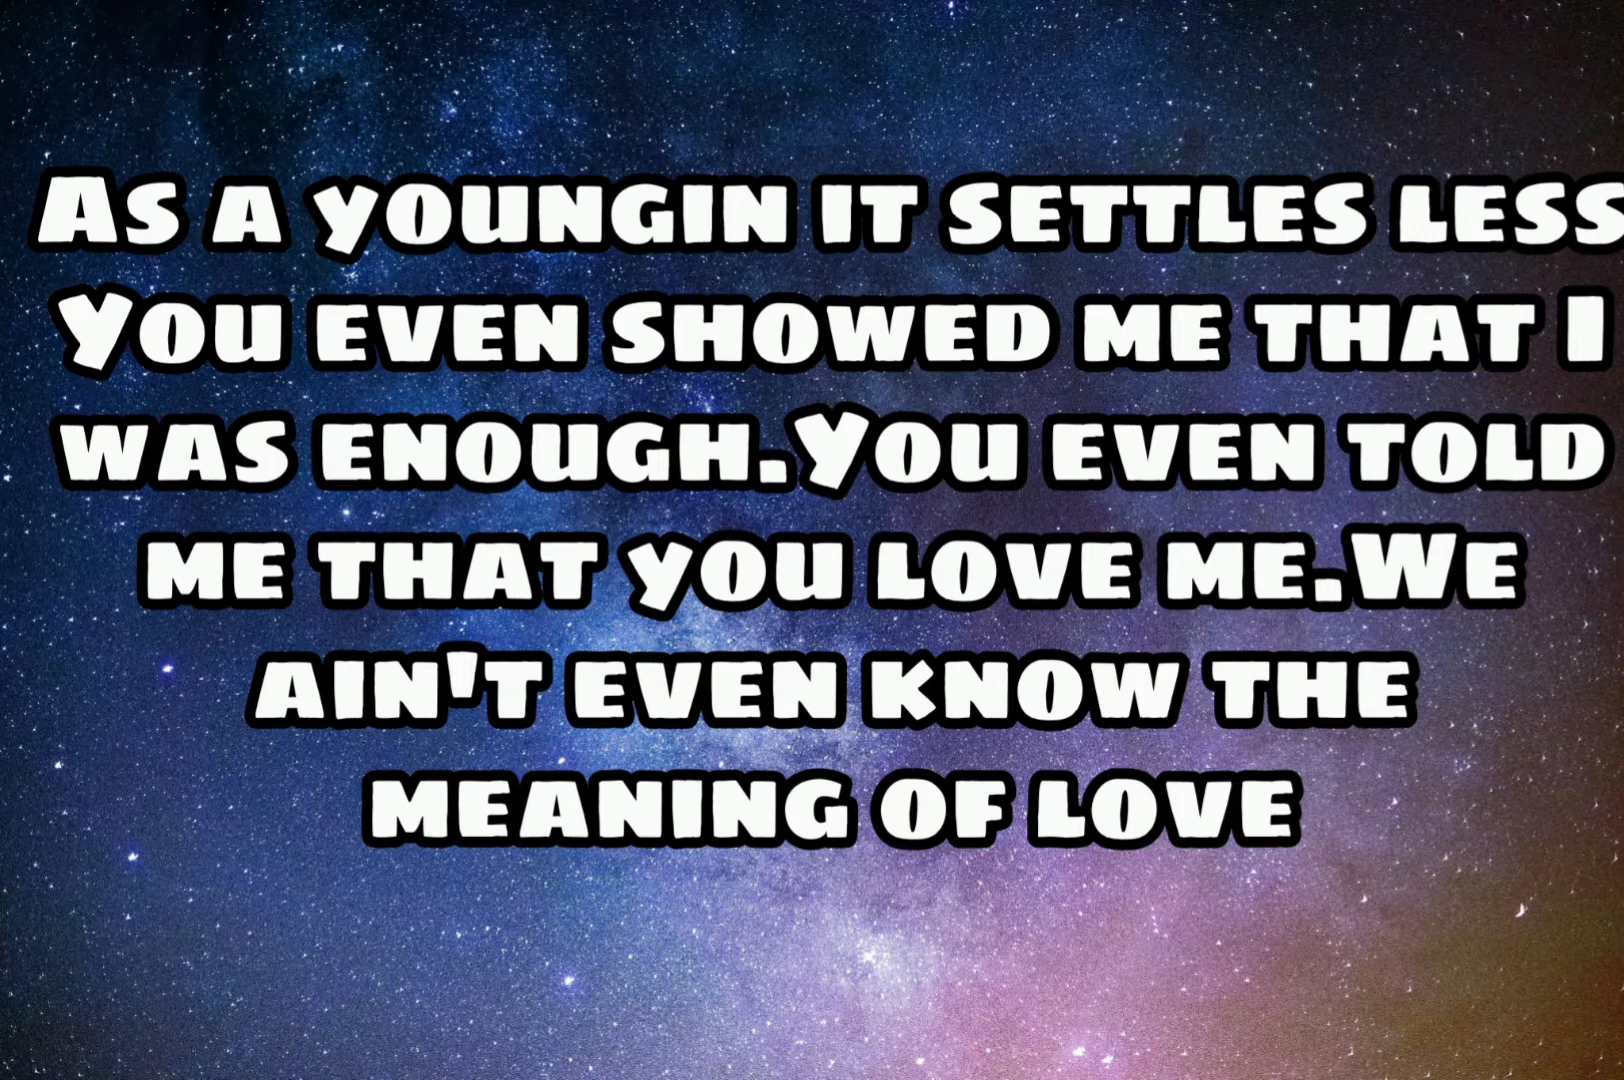 As a youngin it settles less
You even showed me that I
was enough.You even told
me that you love me.We
ain't even know the
meaning of love